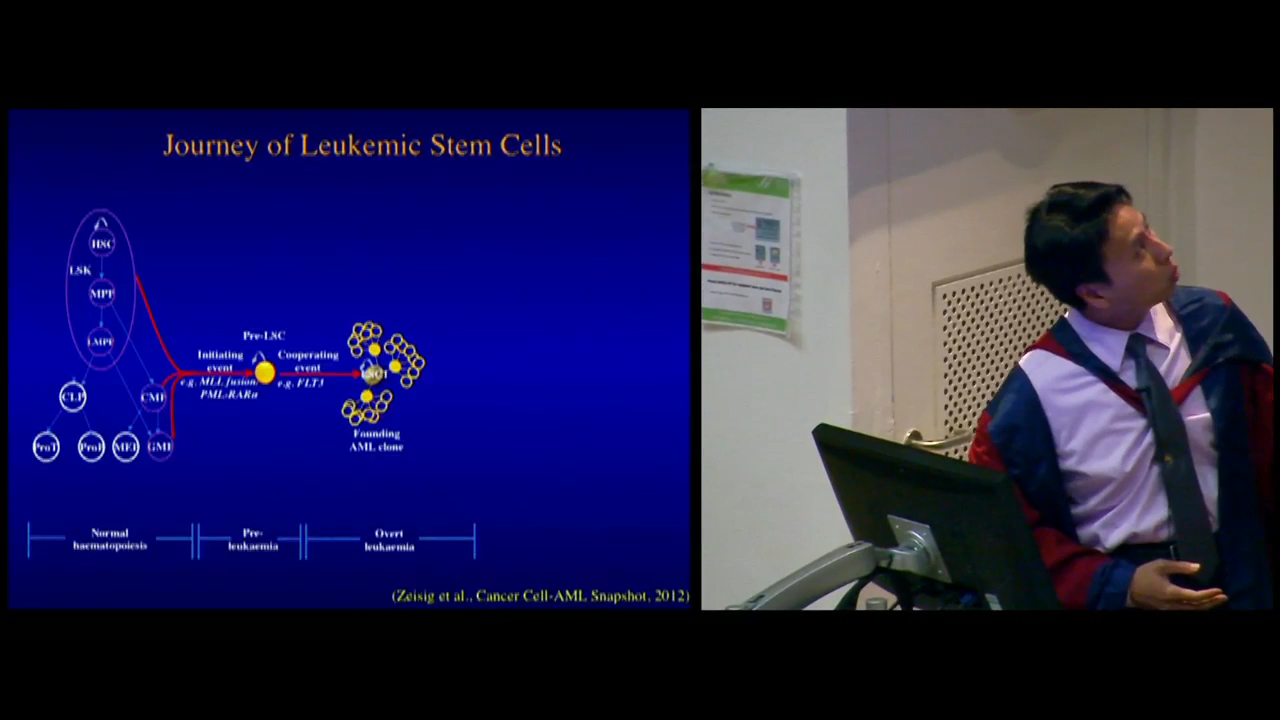 Journey of Leukemic Stem Cells
HSC
LSK
MPP
LMPP
CLP
CMP
ProT
MEP
GMP
Pre-LSC
Initiating
event
e.g. MLL fusion,
PML-RARα
Cooperating
event
e.g. FLT3
LSC1
Founding
AML clone
Normal
haematopoiesis
Pre-
leukaemia
Overt
leukaemia
(Zeisig et al., Cancer Cell-AML Snapshot, 2012)